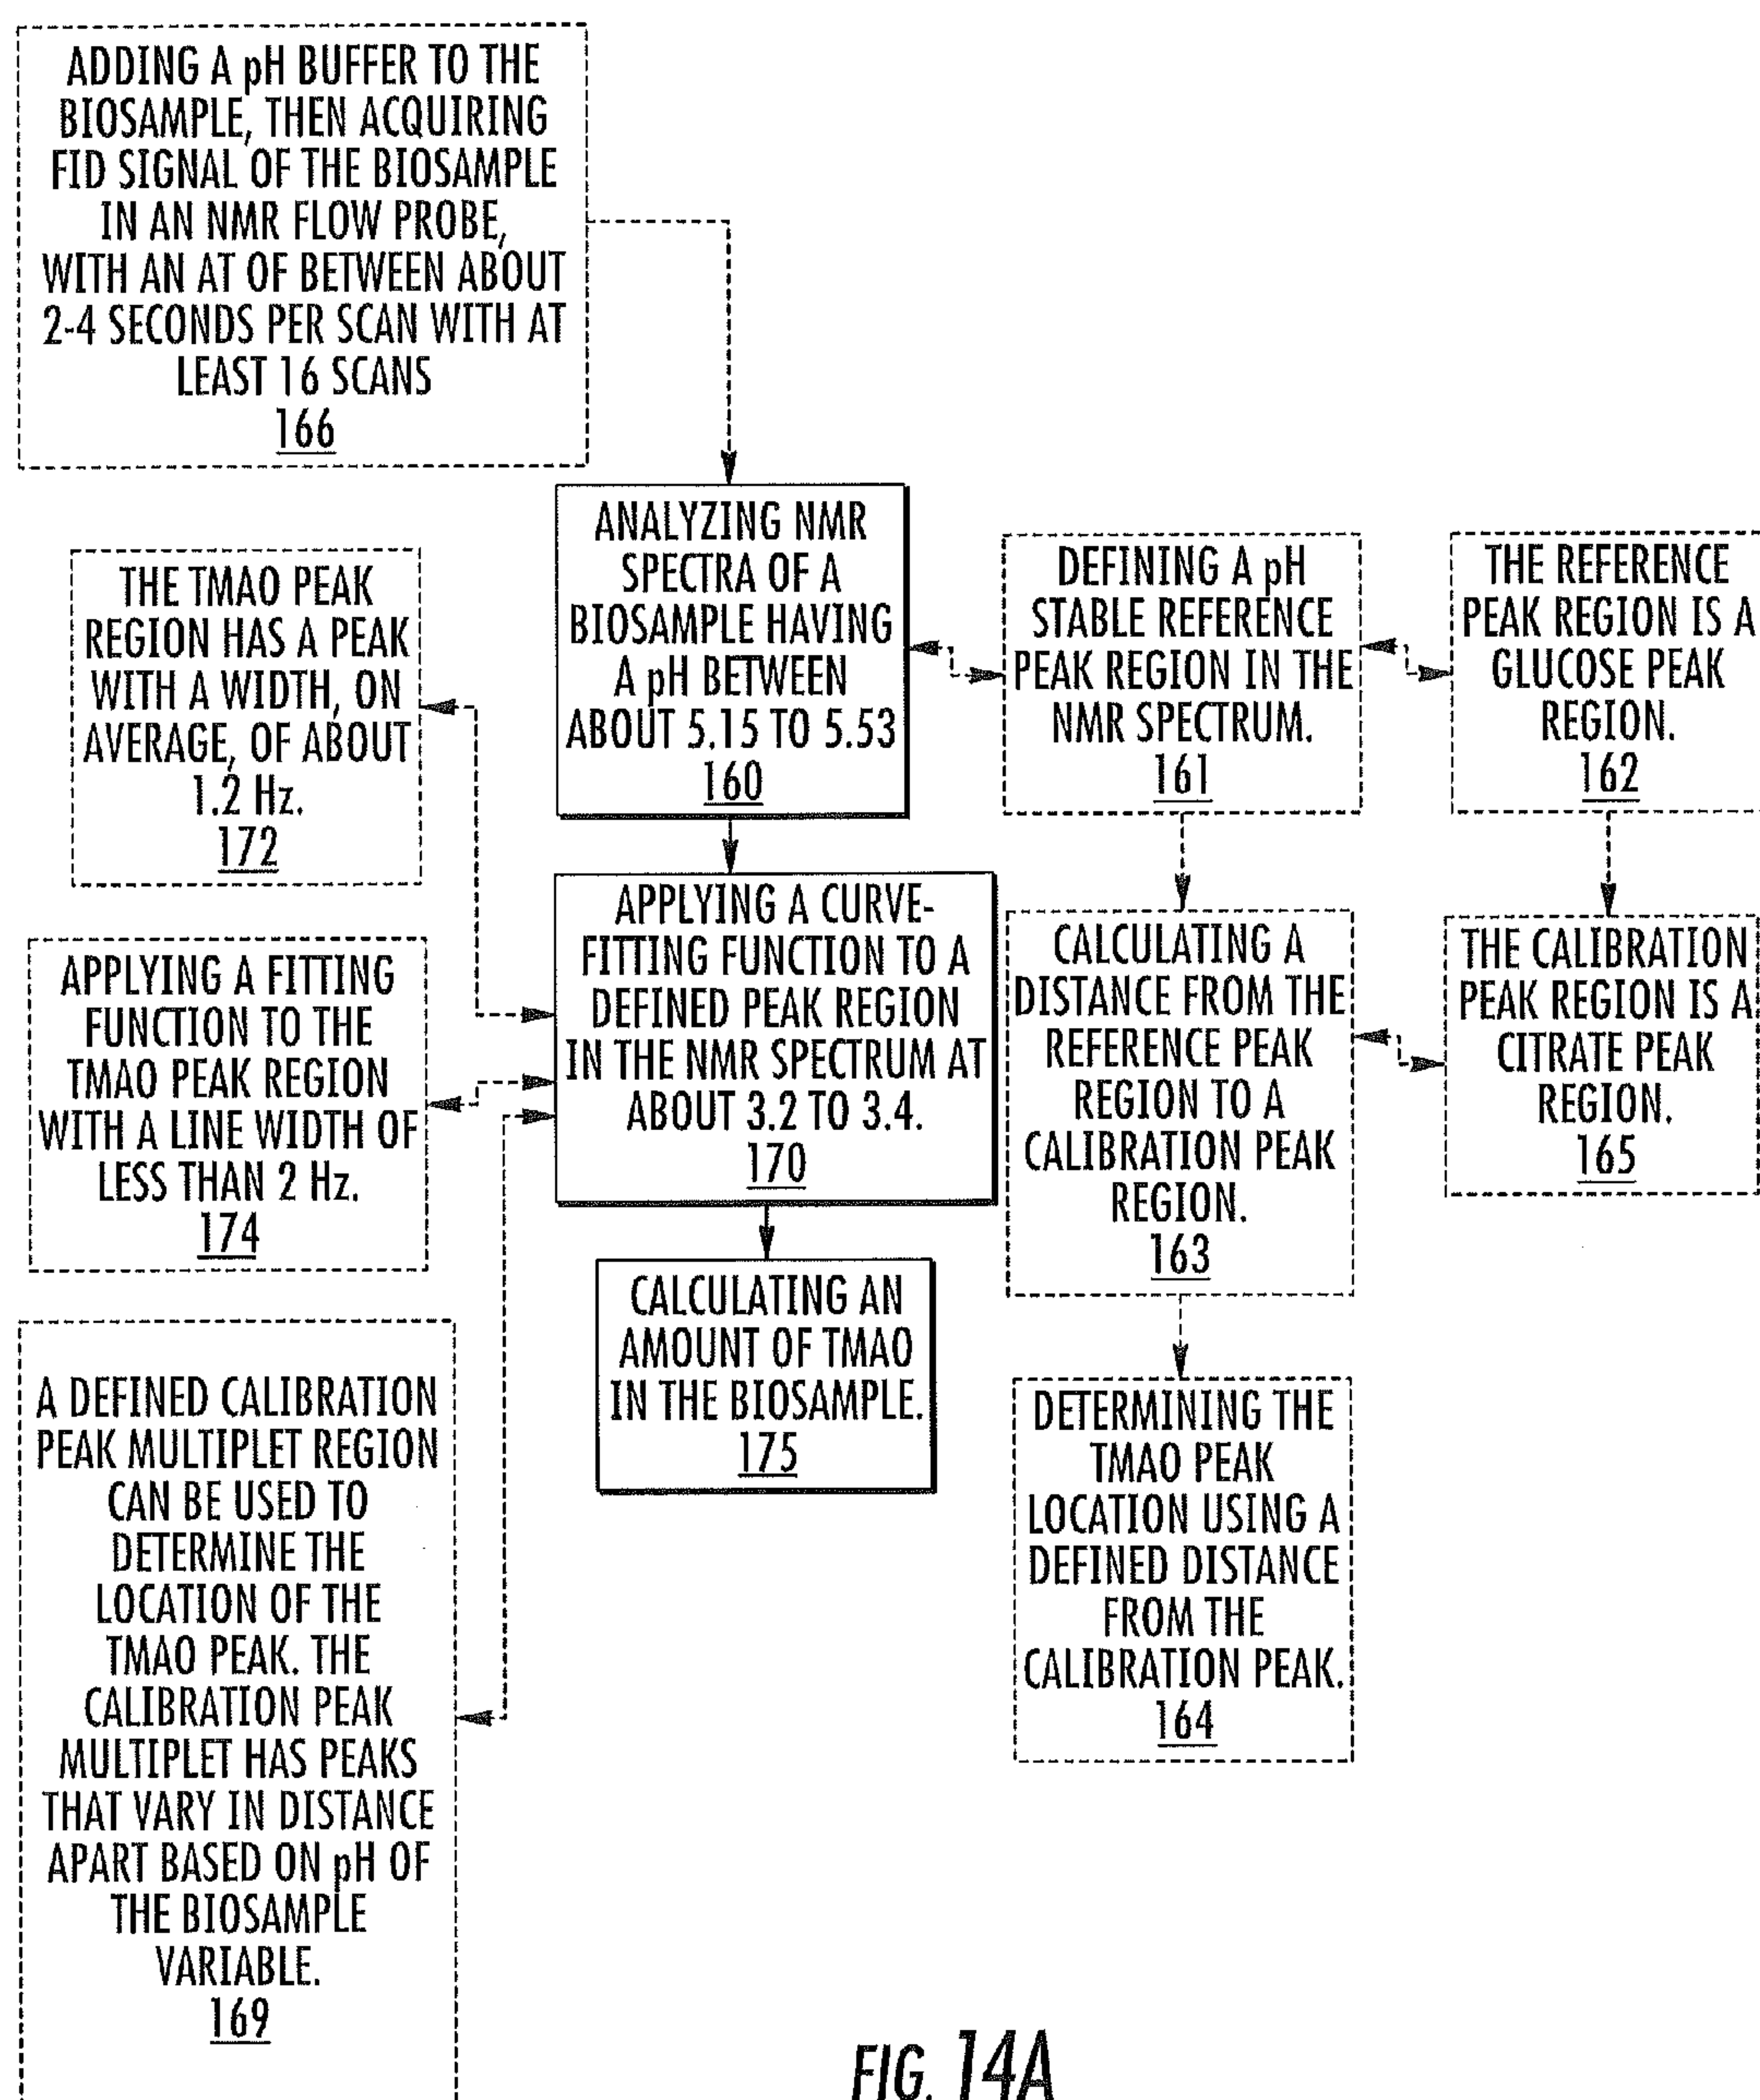 ADDING A pH BUFFER TO THE
BIOSAMPLE, THEN ACQUIRING
FID SIGNAL OF THE BIOSAMPLE
IN AN NMR FLOW PROBE,
WITH AN AT OF BETWEEN ABOUT
2-4 SECONDS PER SCAN WITH AT
LEAST 16 SCANS
166
ANALYZING NMR
SPECTRA OF A
BIOSAMPLE HAVING
A pH BETWEEN
ABOUT 5.15 TO 5.53
160
DEFINING A pH
STABLE REFERENCE
PEAK REGION IN THE
NMR SPECTRUM.
161
THE REFERENCE
PEAK REGION IS A
GLUCOSE PEAK
REGION.
162
THE TMAO PEAK
REGION HAS A PEAK
WITH A WIDTH, ON
AVERAGE, OF ABOUT
1.2 Hz.
172
APPLYING A CURVE-
FITTING FUNCTION TO A
DEFINED PEAK REGION
IN THE NMR SPECTRUM AT
ABOUT 3.2 TO 3.4.
170
CALCULATING A
DISTANCE FROM THE
REFERENCE PEAK
REGION TO A
CALIBRATION PEAK
REGION.
163
THE CALIBRATION
PEAK REGION IS A
CITRATE PEAK
REGION.
165
APPLYING A FITTING
FUNCTION TO THE
TMAO PEAK REGION
WITH A LINE WIDTH OF
LESS THAN 2 Hz.
174
CALCULATING AN
AMOUNT OF TMAO
IN THE BIOSAMPLE.
175
DETERMINING THE
TMAO PEAK
LOCATION USING A
DEFINED DISTANCE
FROM THE
CALIBRATION PEAK.
164
A DEFINED CALIBRATION
PEAK MULTIPLET REGION
CAN BE USED TO
DETERMINE THE
LOCATION OF THE
TMAO PEAK. THE
CALIBRATION PEAK
MULTIPLET HAS PEAKS
THAT VARY IN DISTANCE
APART BASED ON pH OF
THE BIOSAMPLE
VARIABLE.
169
FIG. 14A